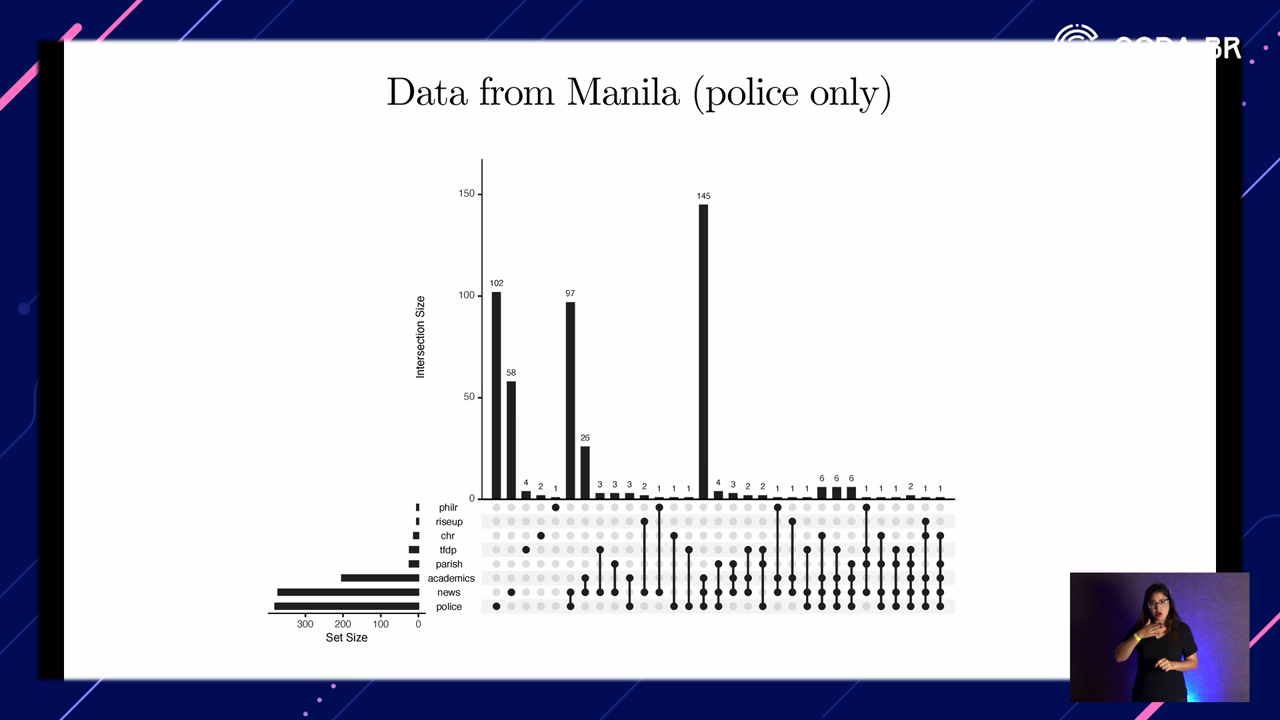 BR
Data from Manila (police only)
150
100
50
0
Intersection Size
102
58
4
2
1
97
26
3
3
3
2
1
1
1
145
4
3
2
2
1
1
1
6
6
6
1
1
1
2
1
1
philr
riseup
chr
tfdp
parish
academics
news
police
300 200 100 0
Set Size